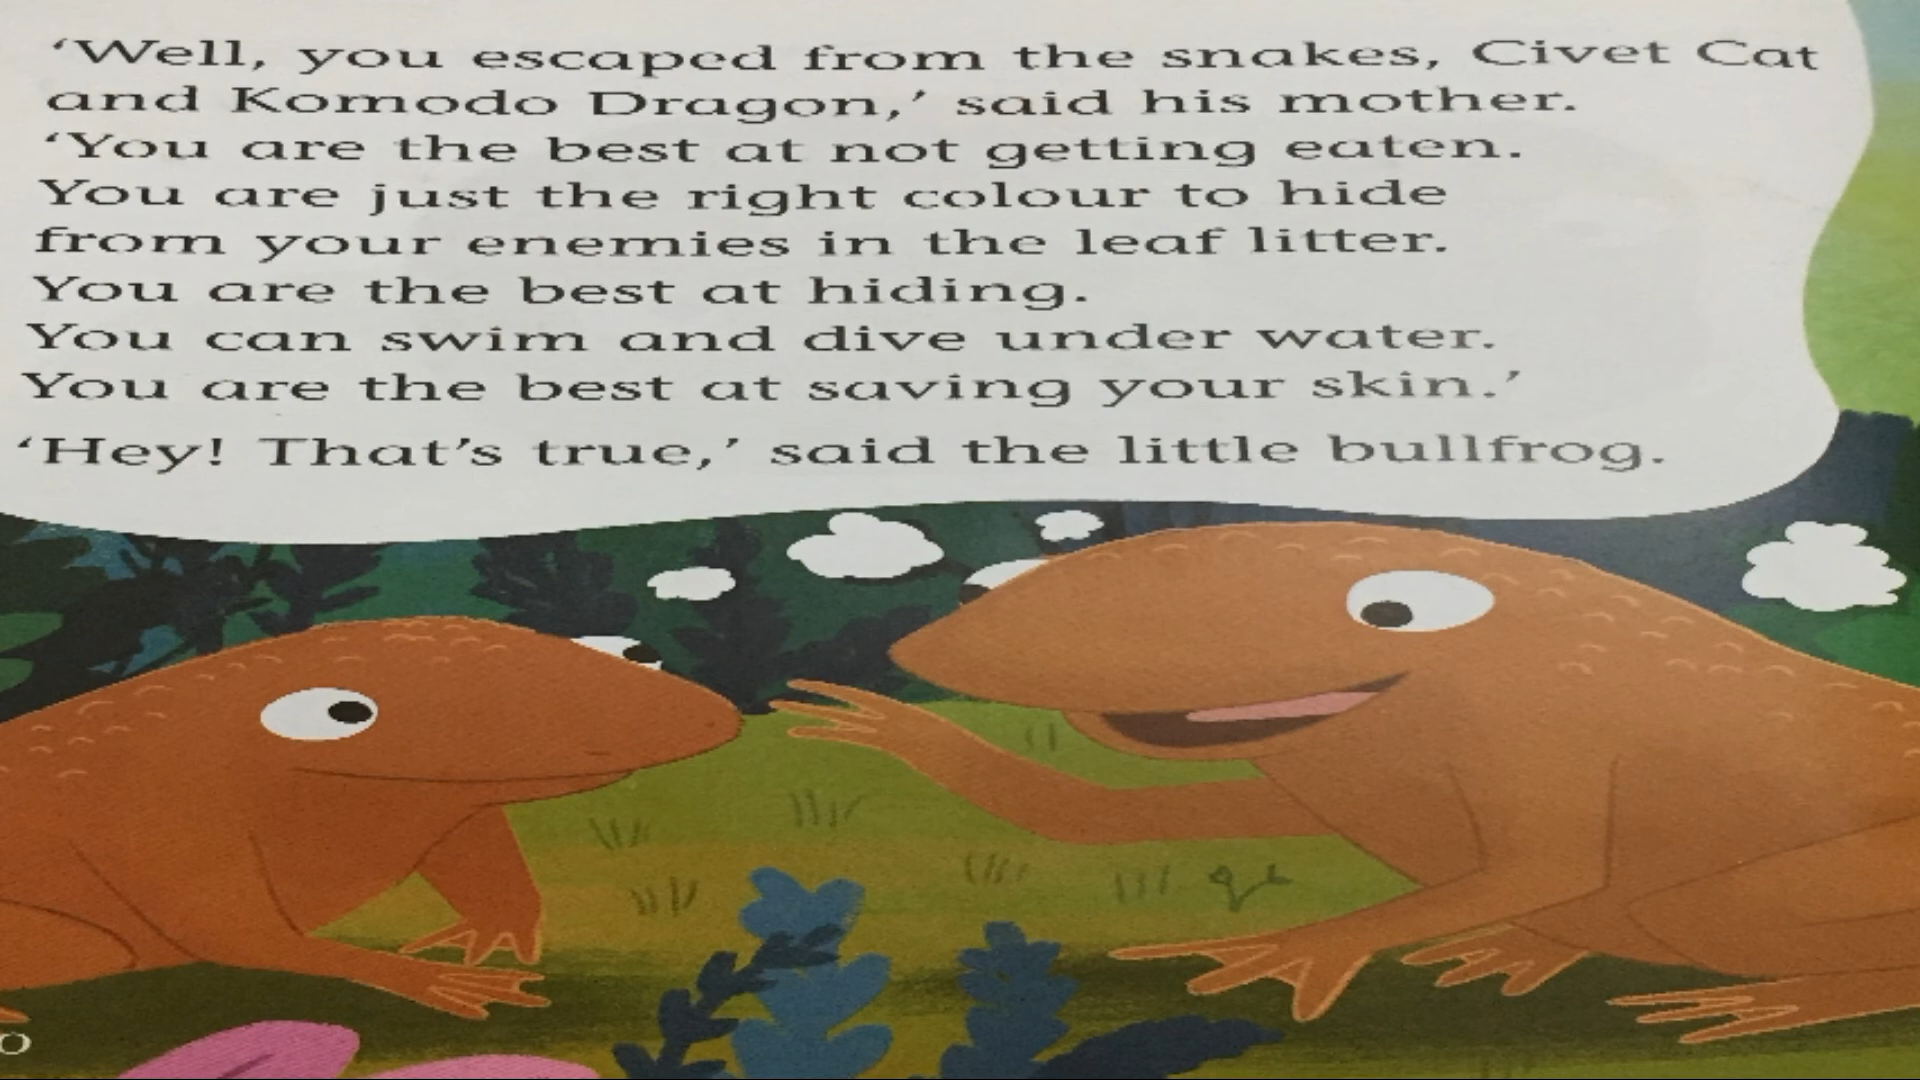 ‘Well, you escaped from the snakes, Civet Cat
and Komodo Dragon,’ said his mother.
‘You are the best at not getting eaten.
You are just the right colour to hide
from your enemies in the leaf litter.
You are the best at hiding.
You can swim and dive under water.
You are the best at saving your skin.’
‘Hey! That’s true,’ said the little bullfrog.